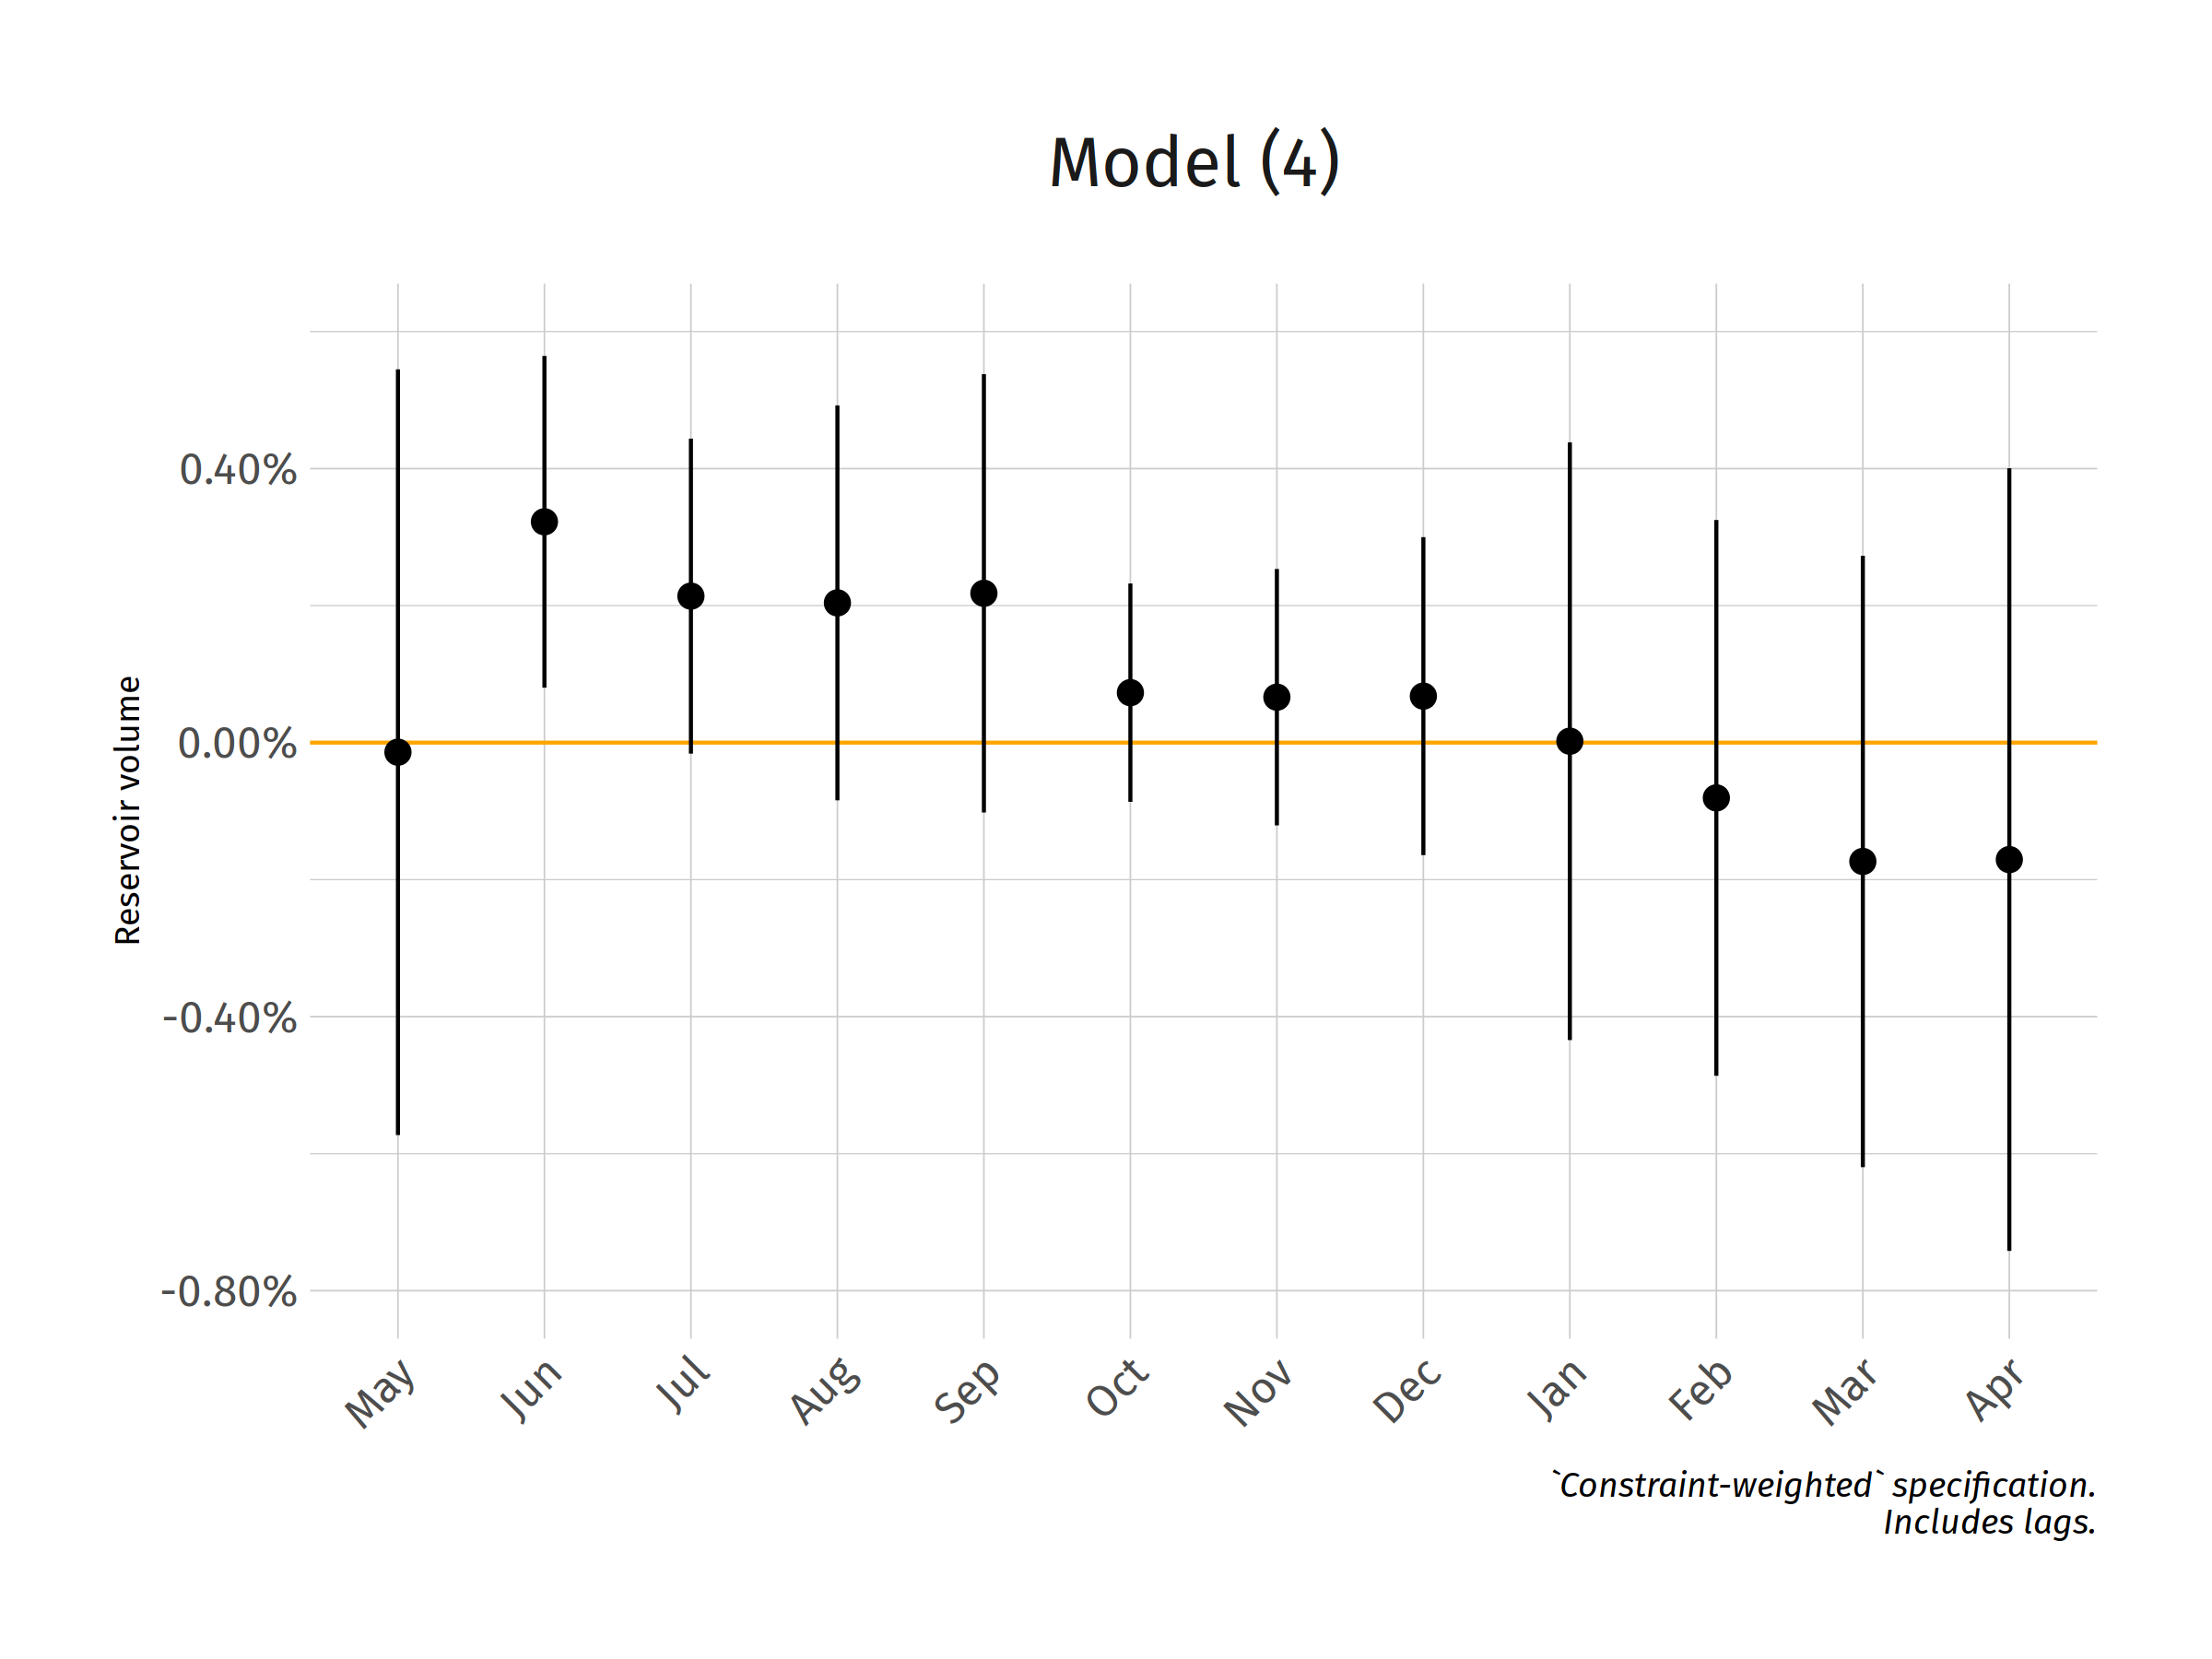 Model (4)
Reservoir volume
0.40%
0.00%
-0.40%
-0.80%
May Jun Jul Aug Sep Oct Nov Dec Jan Feb Mar Apr
`Constraint-weighted` specification.
Includes lags.